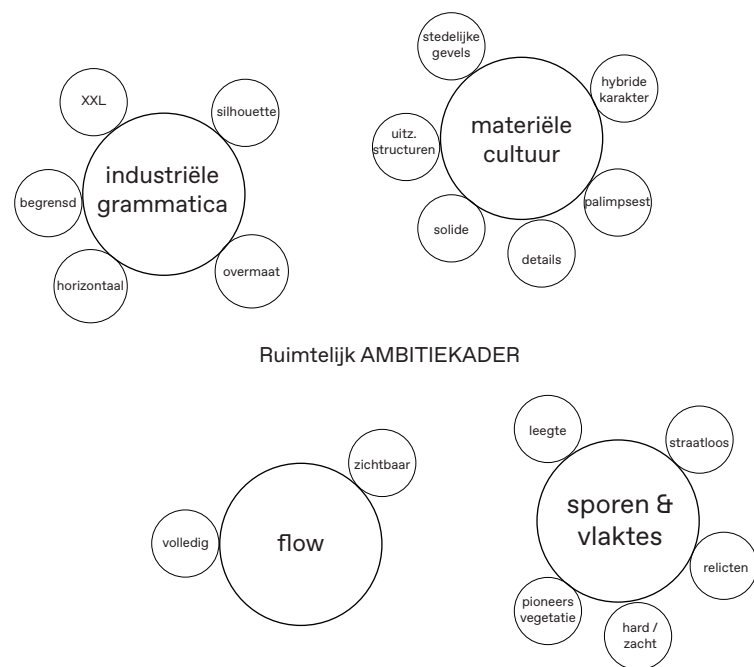 XXL
silhouette
industriële
grammatica
begrensd
horizontaal
overmaat
stedelijke
gevels
hybride
karakter
materiële
cultuur
uitz.
structuren
palimpsest
solide
details
Ruimtelijk AMBITIEKADER
zichtbaar
volledig
flow
leegte
straatloos
sporen &
vlaktes
relicten
pioneers
vegetatie
hard /
zacht